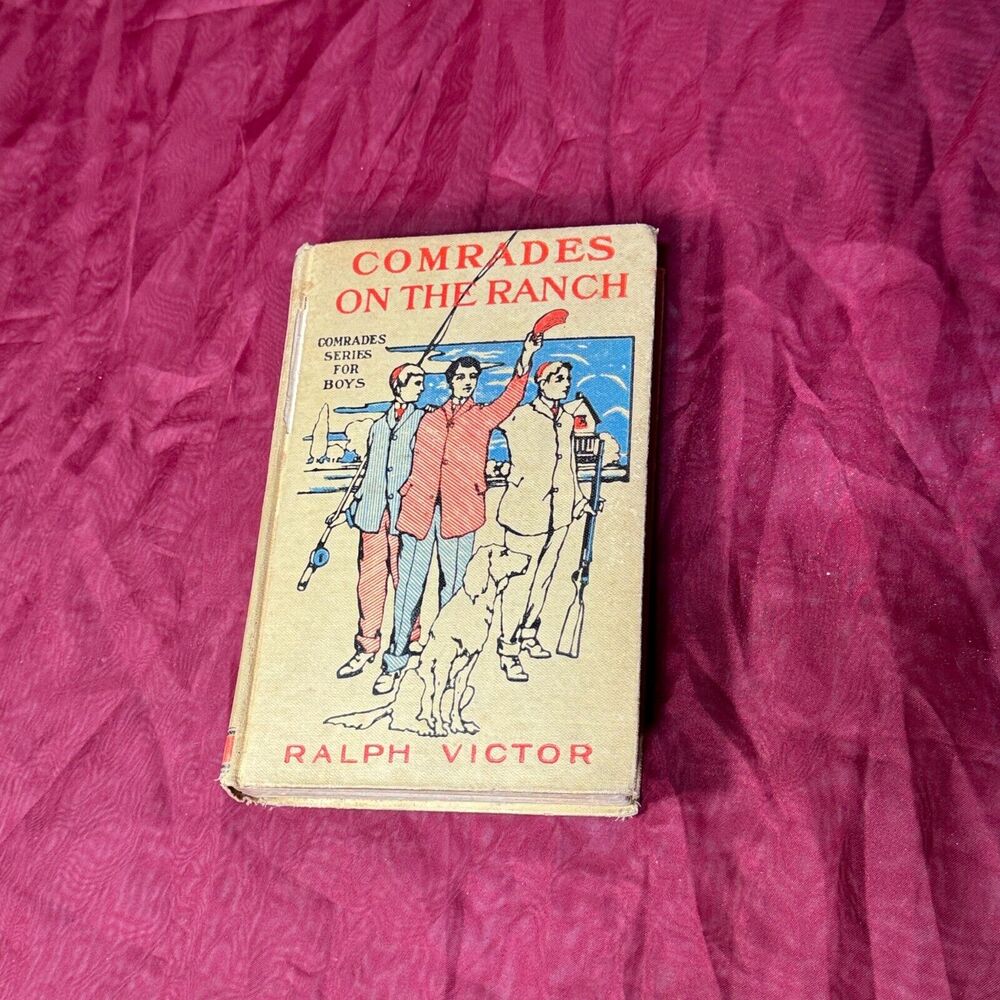 COMRADES
ON THE RANCH
COMRADES
SERIES
FOR
BOYS
RALPH VICTOR